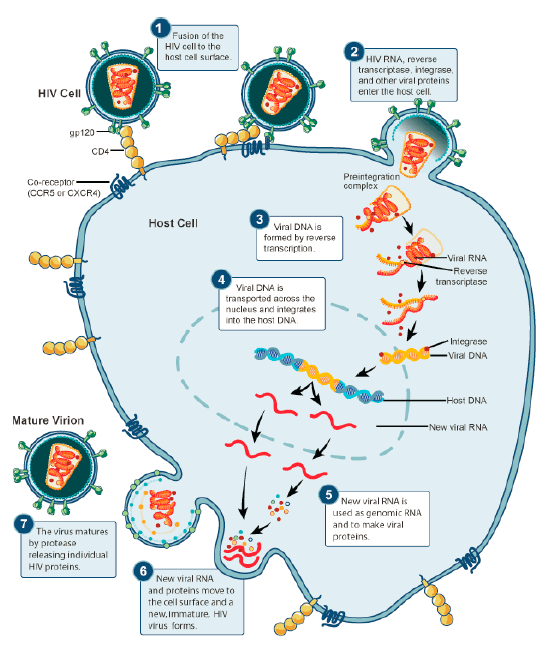 1
Fusion of the
HIV cell to the
host cell surface.
2
HIV RNA, reverse
transcriptase, integrase,
and other viral proteins
enter the host cell.
HIV Cell
gp120
CD4
Co-receptor
(CCR5 or CXCR4)
Preintegration
complex
Host Cell
3
Viral DNA is
formed by reverse
transcription.
Viral RNA
Reverse
transcriptase
4
Viral DNA is
transported across the
nucleus and integrates
into the host DNA.
Integrase
Viral DNA
Host DNA
New viral RNA
Mature Virion
5
New viral RNA is
used as genomic RNA
and to make viral
proteins.
7
The virus matures
by protease
releasing individual
HIV proteins.
6
New viral RNA
and proteins move to
the cell surface and a
new, immature, HIV
virus forms.